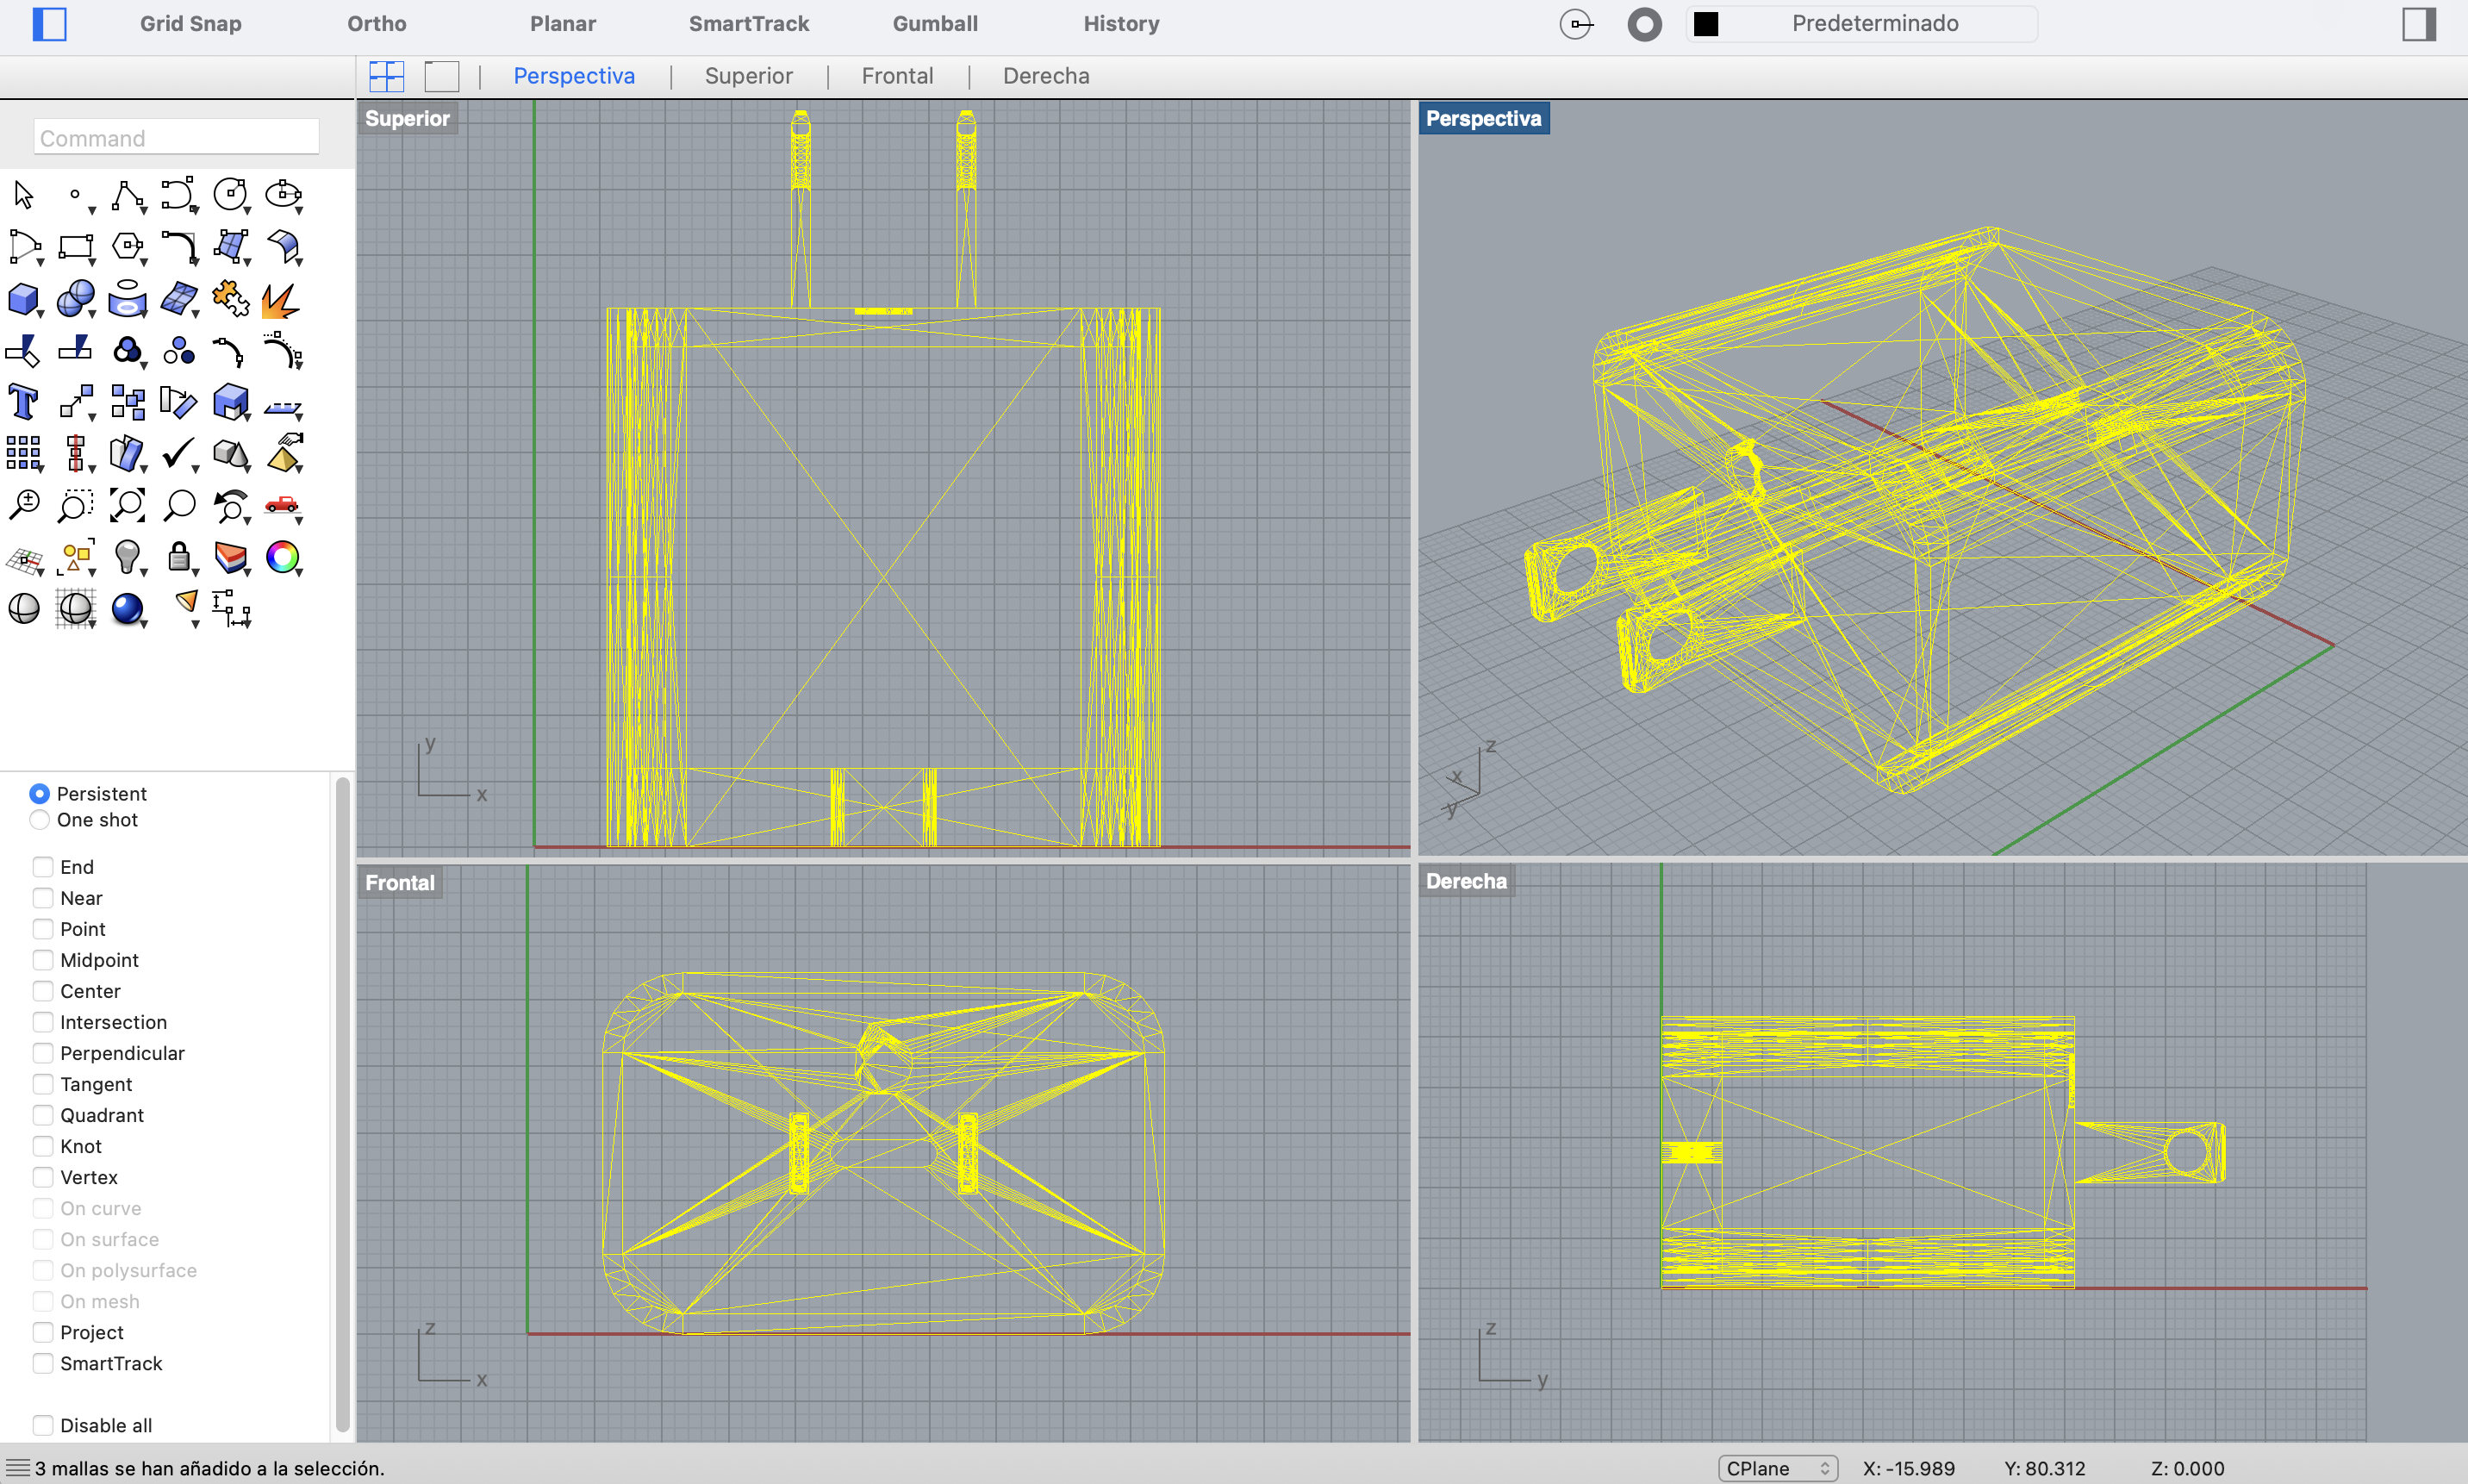 Grid Snap Ortho Planar SmartTrack Gumball History Predeterminado
Perspectiva | Superior | Frontal | Derecha
Command
Superior
Perspectiva
y
x
z
x
y
Persistent
One shot
End
Near
Point
Midpoint
Center
Intersection
Perpendicular
Tangent
Quadrant
Knot
Vertex
On curve
On surface
On polysurface
On mesh
Project
SmartTrack
Disable all
Frontal
Derecha
z
x
z
y
3 mallas se han añadido a la selección.
CPlane X: -15.989 Y: 80.312 Z: 0.000